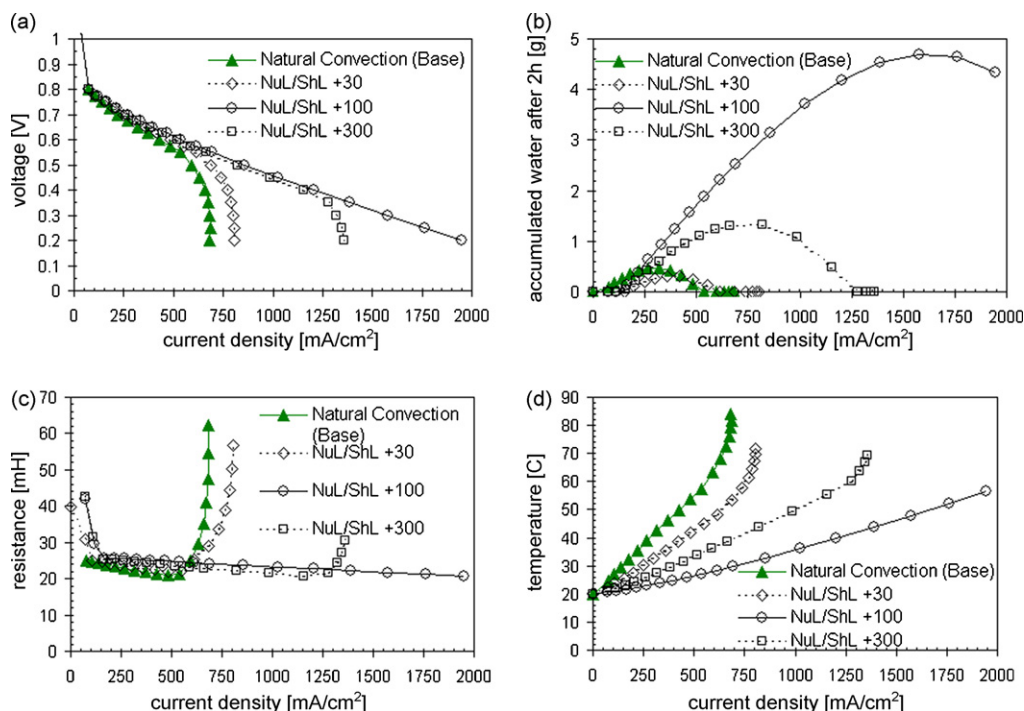 (a)
voltage [V]
1
0.9
0.8
0.7
0.6
0.5
0.4
0.3
0.2
0.1
0
Natural Convection (Base)
NuL/ShL +30
NuL/ShL +100
NuL/ShL +300
0 250 500 750 1000 1250 1500 1750 2000
current density [mA/cm²]
(b)
accumulated water after 2h [g]
5
4
3
2
1
0
Natural Convection (Base)
NuL/ShL +30
NuL/ShL +100
NuL/ShL +300
0 250 500 750 1000 1250 1500 1750 2000
current density [mA/cm²]
(c)
resistance [mH]
70
60
50
40
30
20
10
0
Natural Convection
(Base)
NuL/ShL +30
NuL/ShL +100
NuL/ShL +300
0 250 500 750 1000 1250 1500 1750 2000
current density [mA/cm²]
(d)
temperature [C]
90
80
70
60
50
40
30
20
10
0
Natural Convection (Base)
NuL/ShL +30
NuL/ShL +100
NuL/ShL +300
0 250 500 750 1000 1250 1500 1750 2000
current density [mA/cm²]